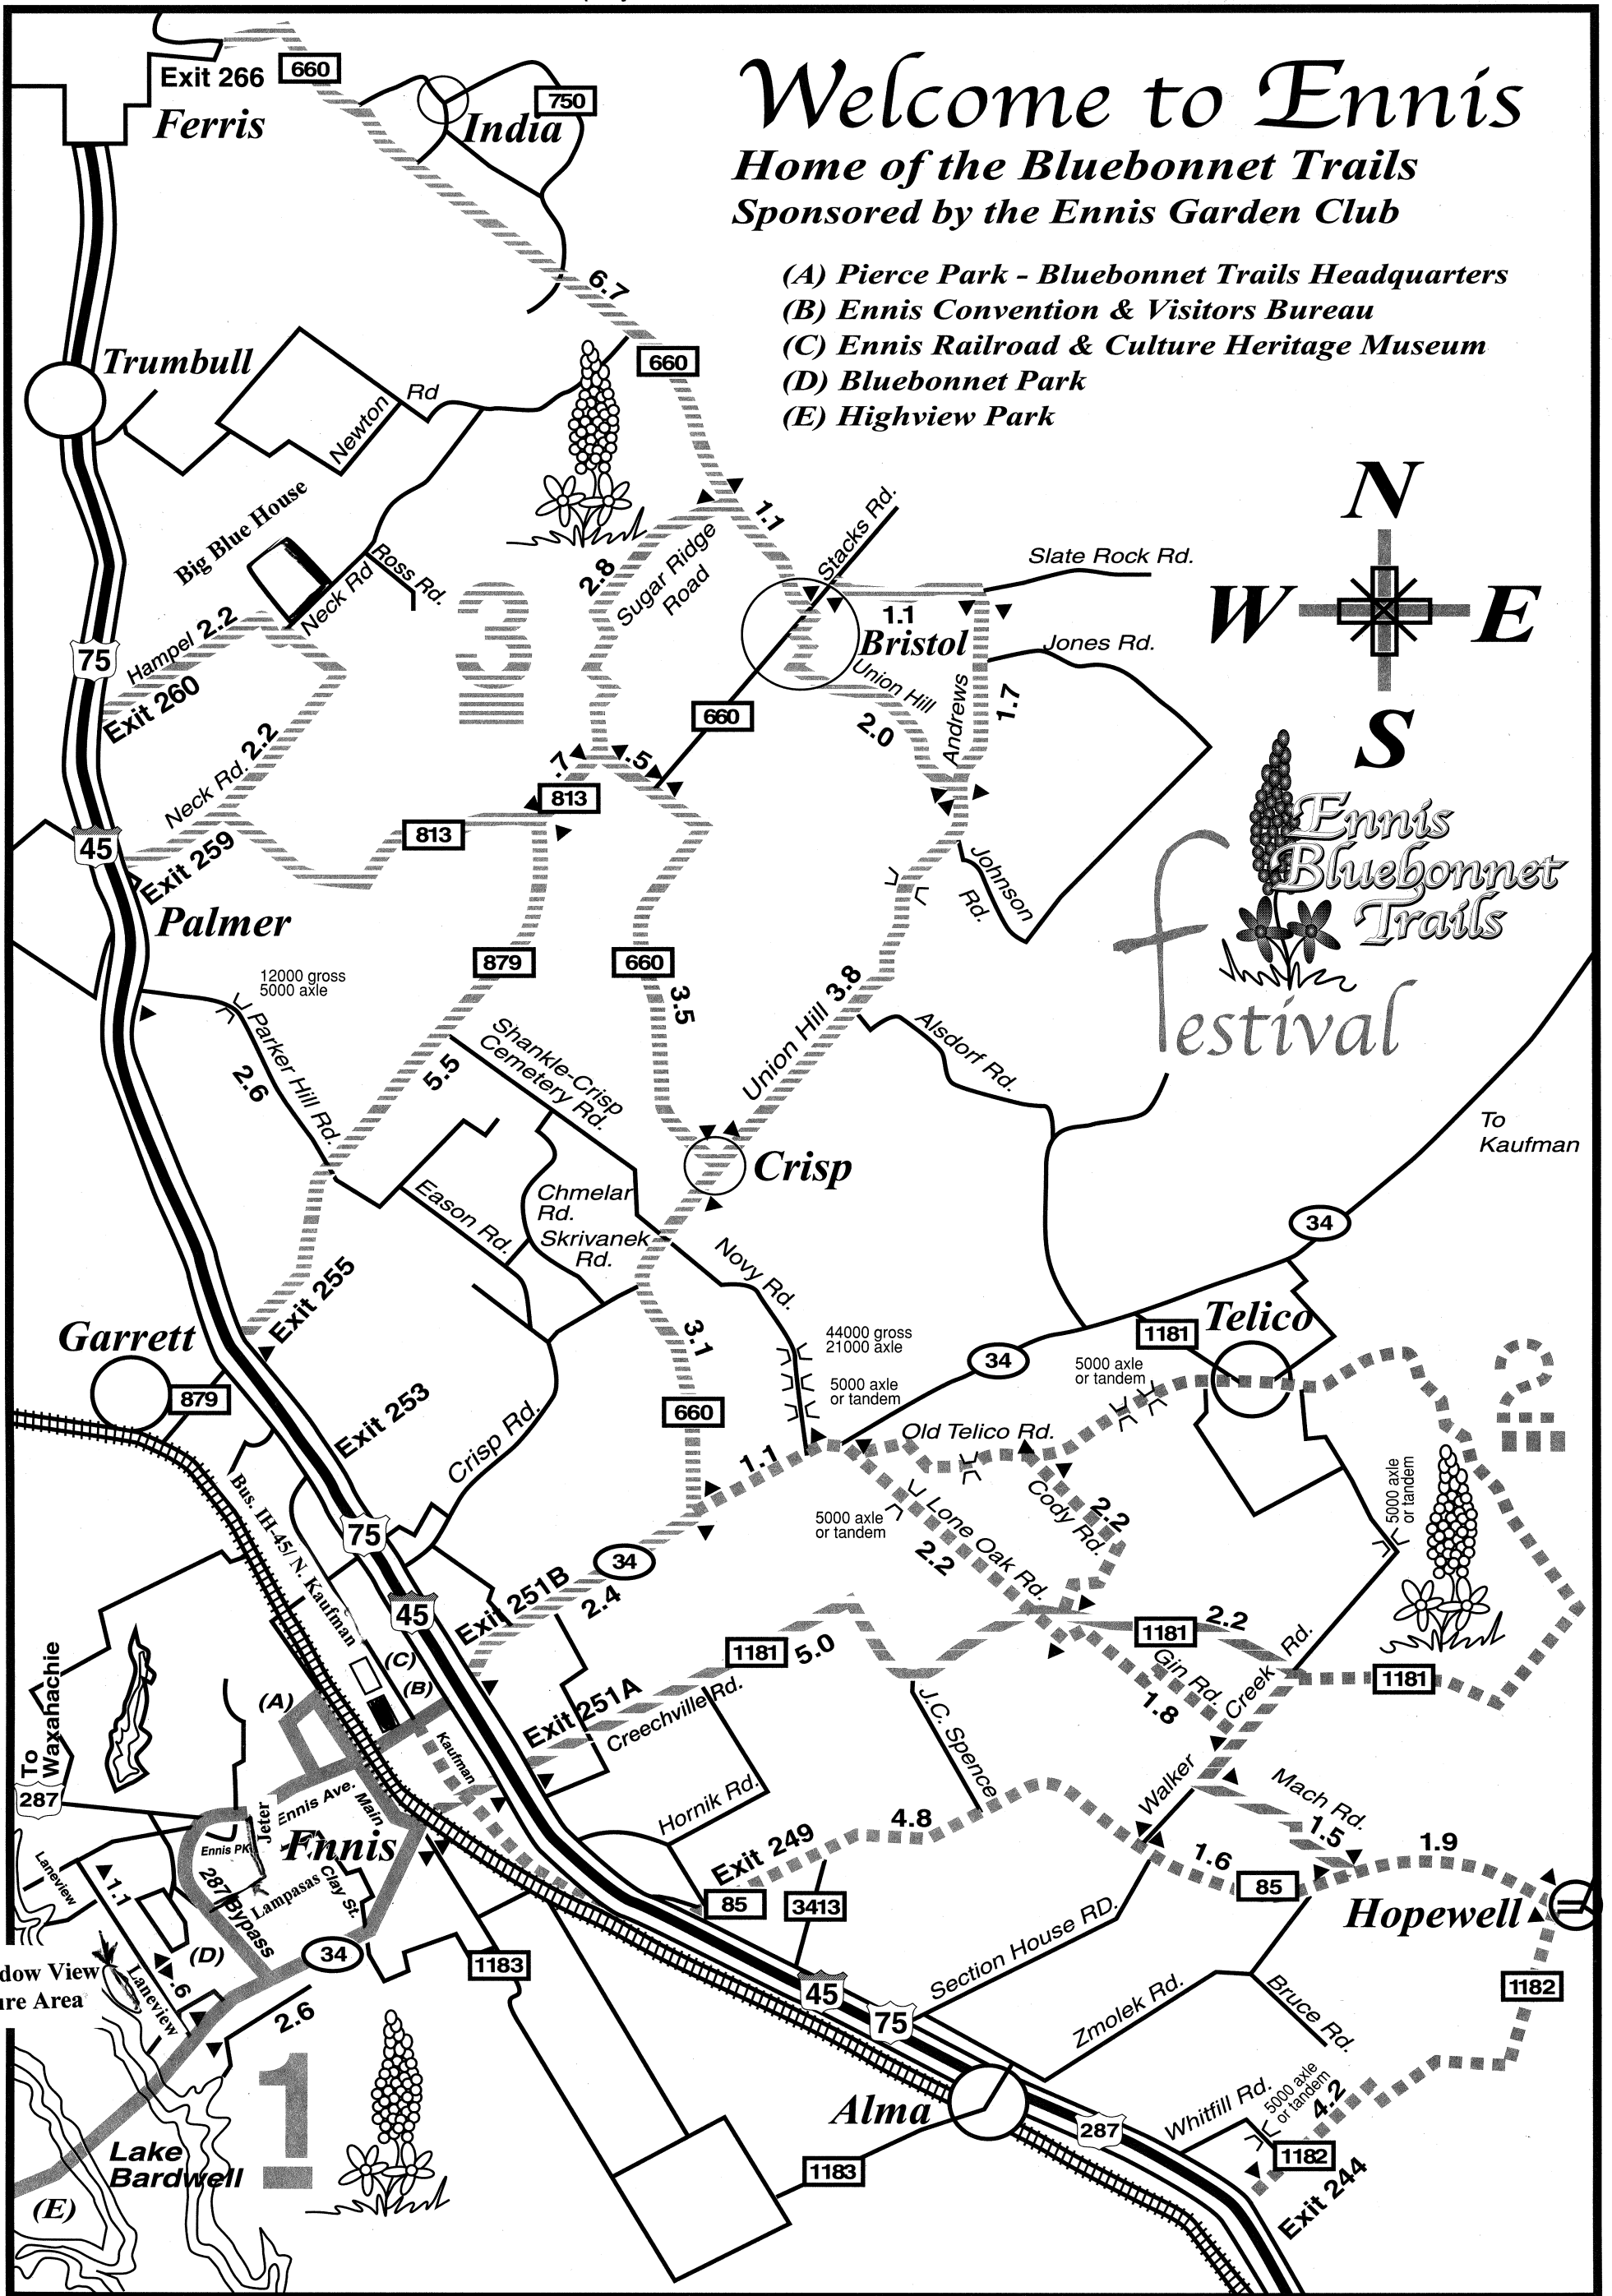 Welcome to Ennis
Home of the Bluebonnet Trails
Sponsored by the Ennis Garden Club
(A) Pierce Park - Bluebonnet Trails Headquarters
(B) Ennis Convention & Visitors Bureau
(C) Ennis Railroad & Culture Heritage Museum
(D) Bluebonnet Park
(E) Highview Park
Exit 266
660
Ferris
India
750
6.7
660
Trumbull
Newton
Rd
Big Blue House
Ross Rd.
Neck Rd
Hampel 2.2
Exit 260
75
Neck Rd. 2.2
3
2.8
Sugar Ridge
Road
1.1
Stacks Rd.
Slate Rock Rd.
1.1
Bristol
Jones Rd.
Union Hill
2.0
Andrews
1.7
660
.7
.5
813
813
45
Exit 259
Palmer
Johnson
Rd.
N
W
E
S
Ennis
Bluebonnet
Trails
festival
879
660
3.5
12000 gross
5000 axle
Parker Hill Rd.
2.6
5.5
Shankle-Crisp
Cemetery Rd.
Union Hill 3.8
Alsdorf Rd.
Crisp
To
Kaufman
34
Eason Rd.
Chmelar
Rd.
Skrivanek
Rd.
Novy Rd.
Exit 255
Garrett
879
3.1
44000 gross
21000 axle
5000 axle
or tandem
34
1181
Telico
5000 axle
or tandem
2
Exit 253
Crisp Rd.
660
1.1
Old Telico Rd.
Cody Rd.
2.2
Lone Oak Rd.
2.2
5000 axle
or tandem
5000 axle
or tandem
Bus. IH-45/ N. Kaufman
75
45
34
2.4
Exit 251B
1181
5.0
1181
2.2
Gin Rd.
1.8
Creek Rd.
1181
To
Waxahachie
287
(A)
(C)
(B)
Kaufman
Exit 251A
Creechville Rd.
J.C. Spence
Walker
Mach Rd.
1.5
Ennis Ave.
Main
Jeter
Ennis PK
Ennis
287 Bypass
Lampasas
Clay St.
Hornik Rd.
Exit 249
4.8
85
3413
1.6
85
1.9
Hopewell
Laneview
1.1
(D)
.6
Laneview
34
2.6
1183
dow View
ure Area
45
75
Section House RD.
Zmolek Rd.
Bruce Rd.
1182
1
Lake
Bardwell
(E)
Alma
1183
287
Whitfill Rd.
5000 axle
or tandem
4.2
1182
Exit 244